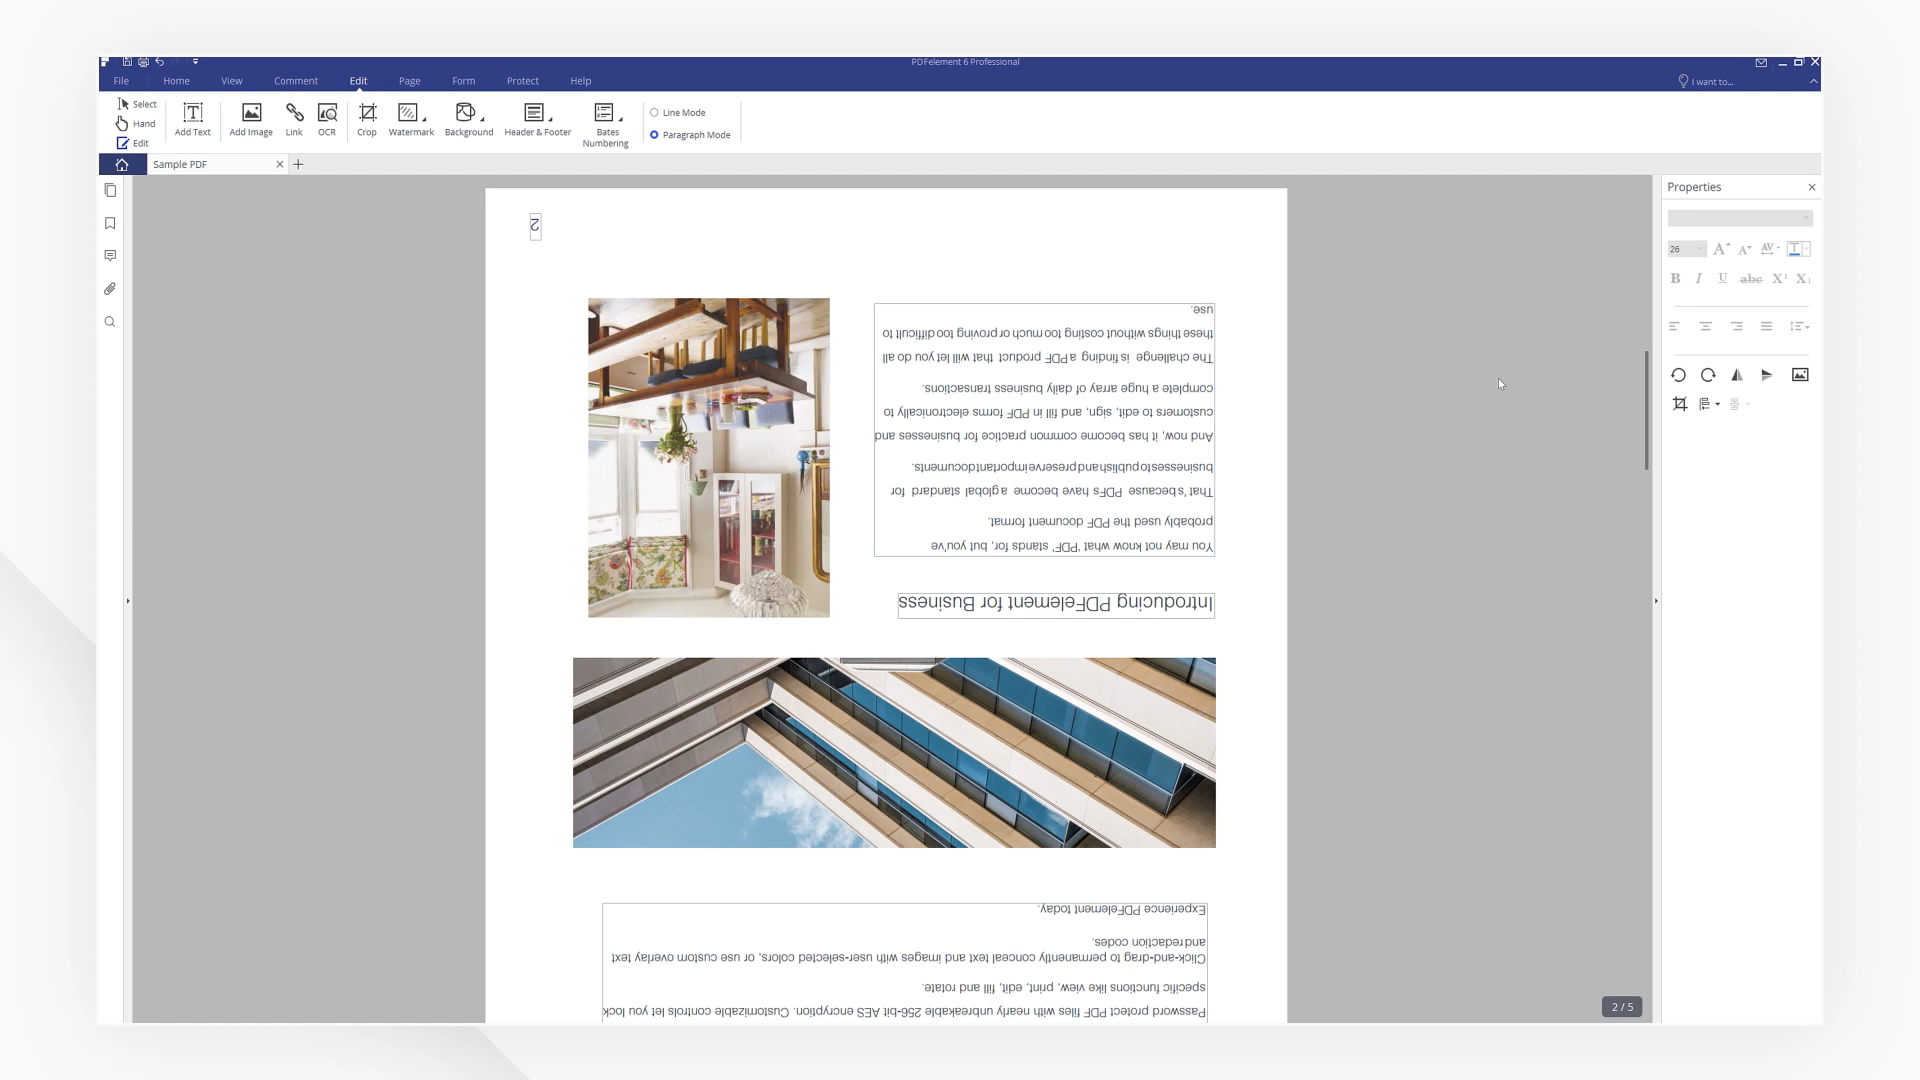 PDFelement 6 Professional
File Home View Comment Edit Page Form Protect Help
I want to...
Select
Hand
Edit
Add Text
Add Image
Link
OCR
Crop
Watermark
Background
Header & Footer
Bates
Numbering
Line Mode
Paragraph Mode
Sample PDF
Properties
26
Introducing PDFelement for Business
You may not know what 'PDF' stands for, but you've
probably used the PDF document format.
That's because PDFs have become a global standard for
businesses to publish and preserve important documents.
And now, it has become common practice for businesses and
customers to edit, sign, and fill in PDF forms electronically to
complete a huge array of daily business transactions.
The challenge is finding a PDF product that will let you do all
these things without costing too much or proving too difficult to
use.
2
Password protect PDF files with nearly unbreakable 256-bit AES encryption. Customizable controls let you lock
specific functions like view, print, edit, fill and rotate.
Click-and-drag to permanently conceal text and images with user-selected colors, or use custom overlay text
and redaction codes.
Experience PDFelement today.
2 / 5